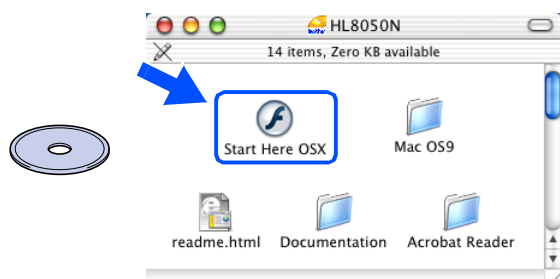 HL8050N
14 items, Zero KB available
Start Here OSX
Mac OS9
readme.html
Documentation
Acrobat Reader